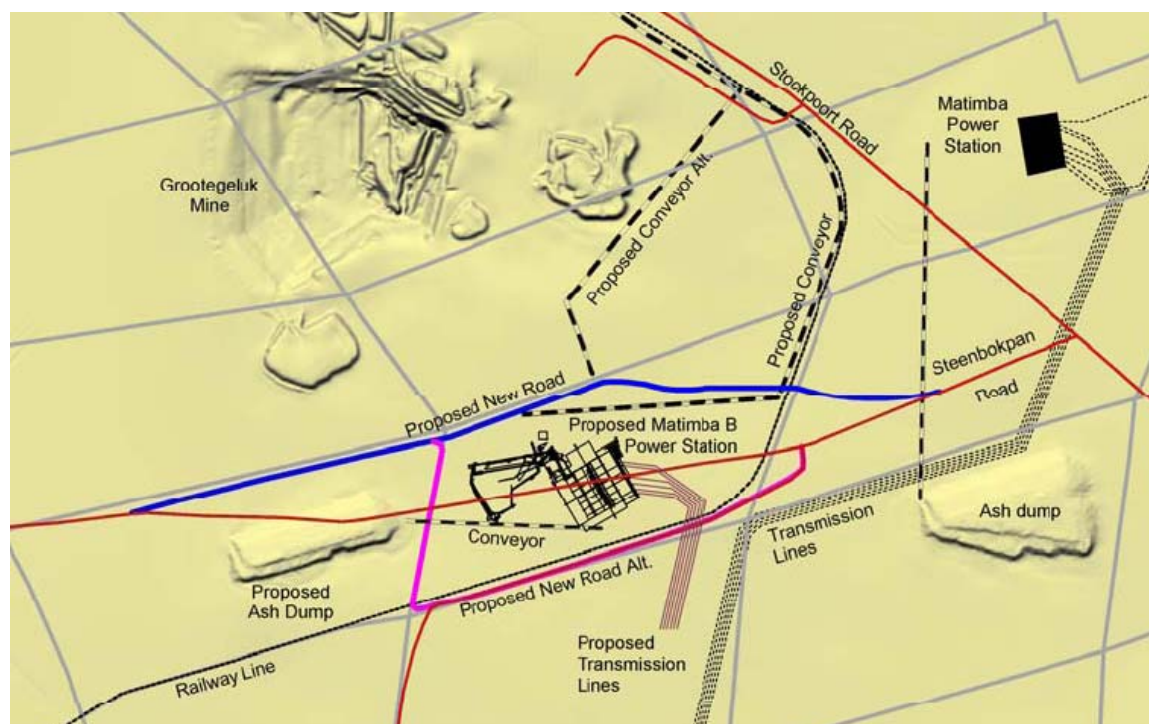 Stockpoort Road
Matimba
Power
Station
Grootegeluk
Mine
Proposed Conveyor Alt.
Proposed Conveyor
Steenbokpan
Road
Proposed New Road
Proposed Matimba B
Power Station
Conveyor
Transmission
Lines
Ash dump
Proposed
Ash Dump
Proposed New Road Alt.
Proposed
Transmission
Lines
Railway Line